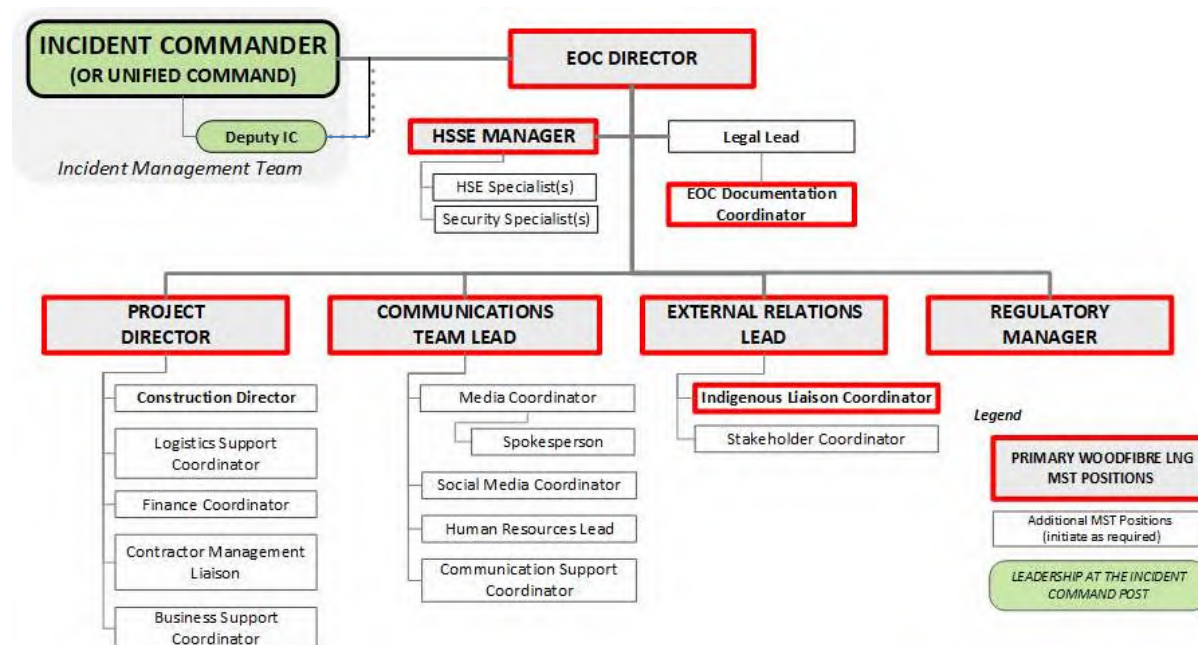 INCIDENT COMMANDER
(OR UNIFIED COMMAND)
EOC DIRECTOR
Deputy IC
Incident Management Team
HSSE MANAGER
Legal Lead
HSE Specialist(s)
Security Specialist(s)
EOC Documentation
Coordinator
PROJECT
DIRECTOR
COMMUNICATIONS
TEAM LEAD
EXTERNAL RELATIONS
LEAD
REGULATORY
MANAGER
Construction Director
Logistics Support
Coordinator
Finance Coordinator
Contractor Management
Liaison
Business Support
Coordinator
Media Coordinator
Spokesperson
Social Media Coordinator
Human Resources Lead
Communication Support
Coordinator
Indigenous Liaison Coordinator
Stakeholder Coordinator
Legend
PRIMARY WOODFIBRE LNG
MST POSITIONS
Additional MST Positions
(initiate as required)
LEADERSHIP AT THE INCIDENT
COMMAND POST